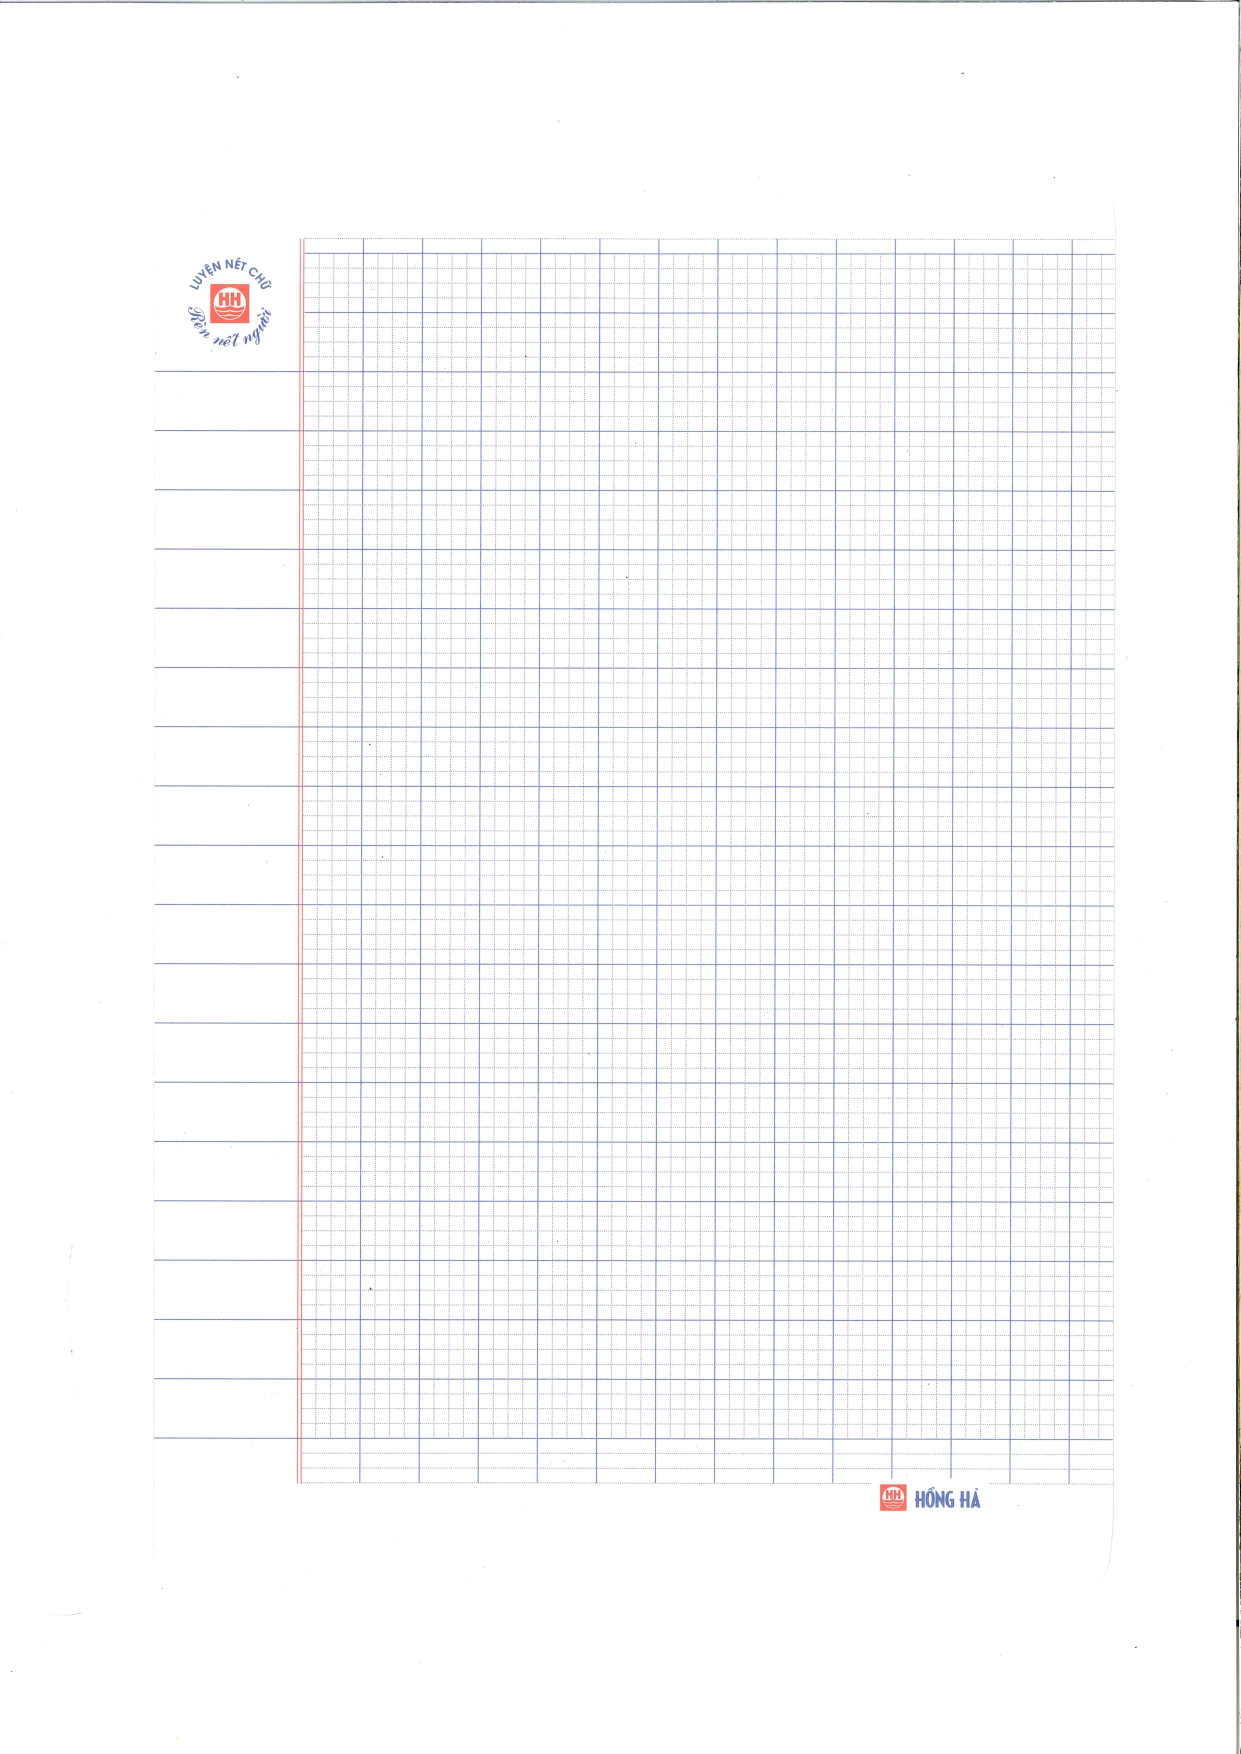 LUYỆN NÉT CHỮ
HH
Rèn nết người
HH HỒNG HÀ